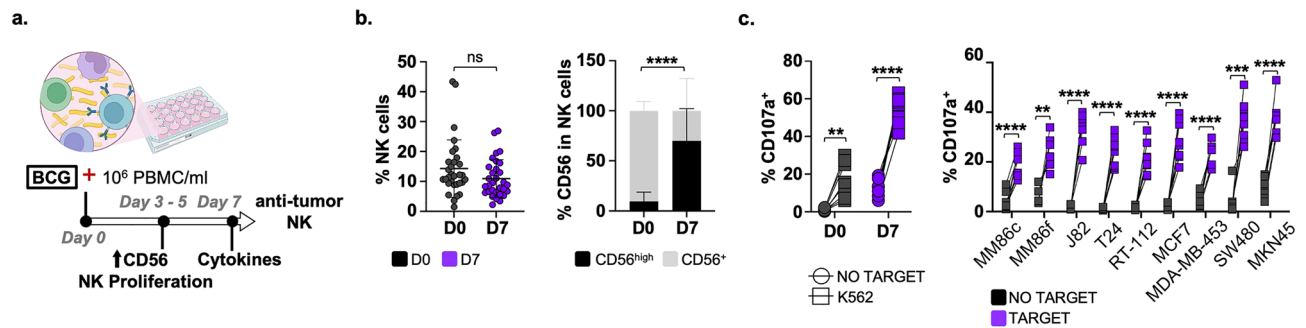 a.
BCG + 10⁶ PBMC/ml
Day 3 - 5 Day 7
anti-tumor
NK
Day 0
⬆CD56
NK Proliferation
Cytokines
b.
% NK cells
50
40
30
20
10
0
ns
D0 D7
D0 D7
% CD56 in NK cells
150
100
50
0
****
D0 D7
CD56ʰⁱᵍʰ CD56⁺
c.
% CD107a⁺
80
60
40
20
0
** ****
D0 D7
NO TARGET
K562
% CD107a⁺
60
40
20
0
**** ** **** **** **** **** **** *** ****
MM86c MM86f J82 T24 RT-112 MCF7 MDA-MB-453 SW480 MKN45
NO TARGET
TARGET